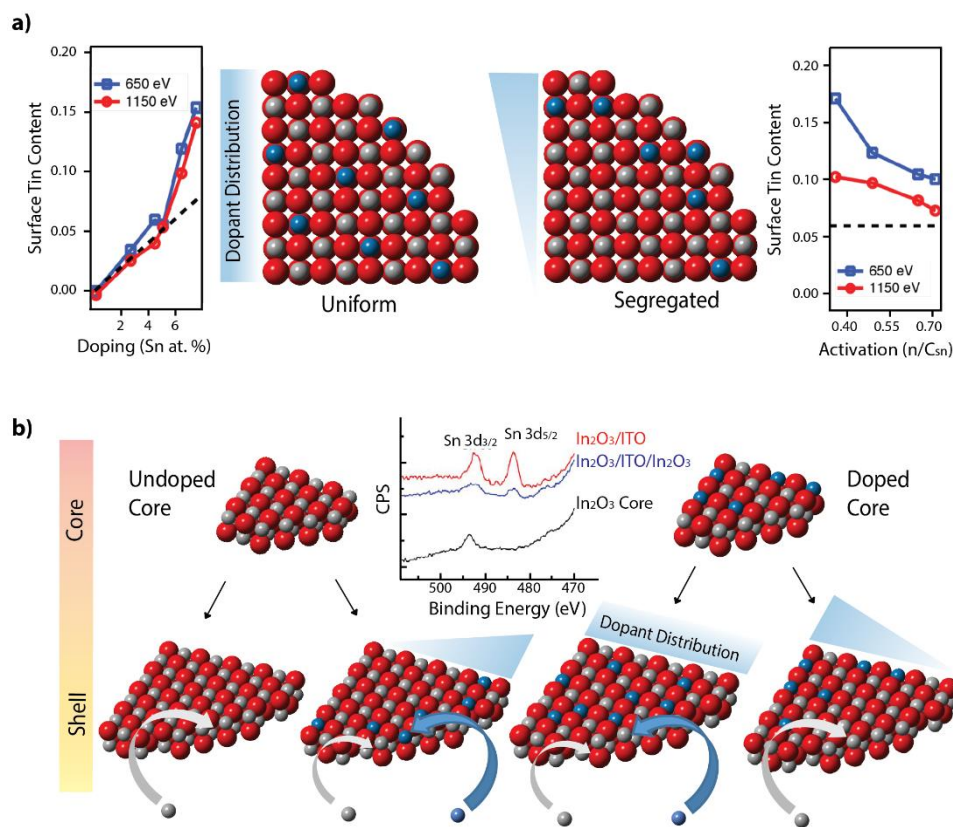 a)
0.20
0.15
0.10
0.05
0.00
Surface Tin Content
650 eV
1150 eV
2 4 6
Doping (Sn at. %)
Dopant Distribution
Uniform
Segregated
0.20
0.15
0.10
0.05
0.00
Surface Tin Content
650 eV
1150 eV
0.40 0.55 0.70
Activation (n/Csn)
b)
Core
Shell
Undoped
Core
Sn 3d3/2
Sn 3d5/2
In2O3/ITO
In2O3/ITO/In2O3
In2O3 Core
CPS
500 490 480 470
Binding Energy (eV)
Doped
Core
Dopant Distribution